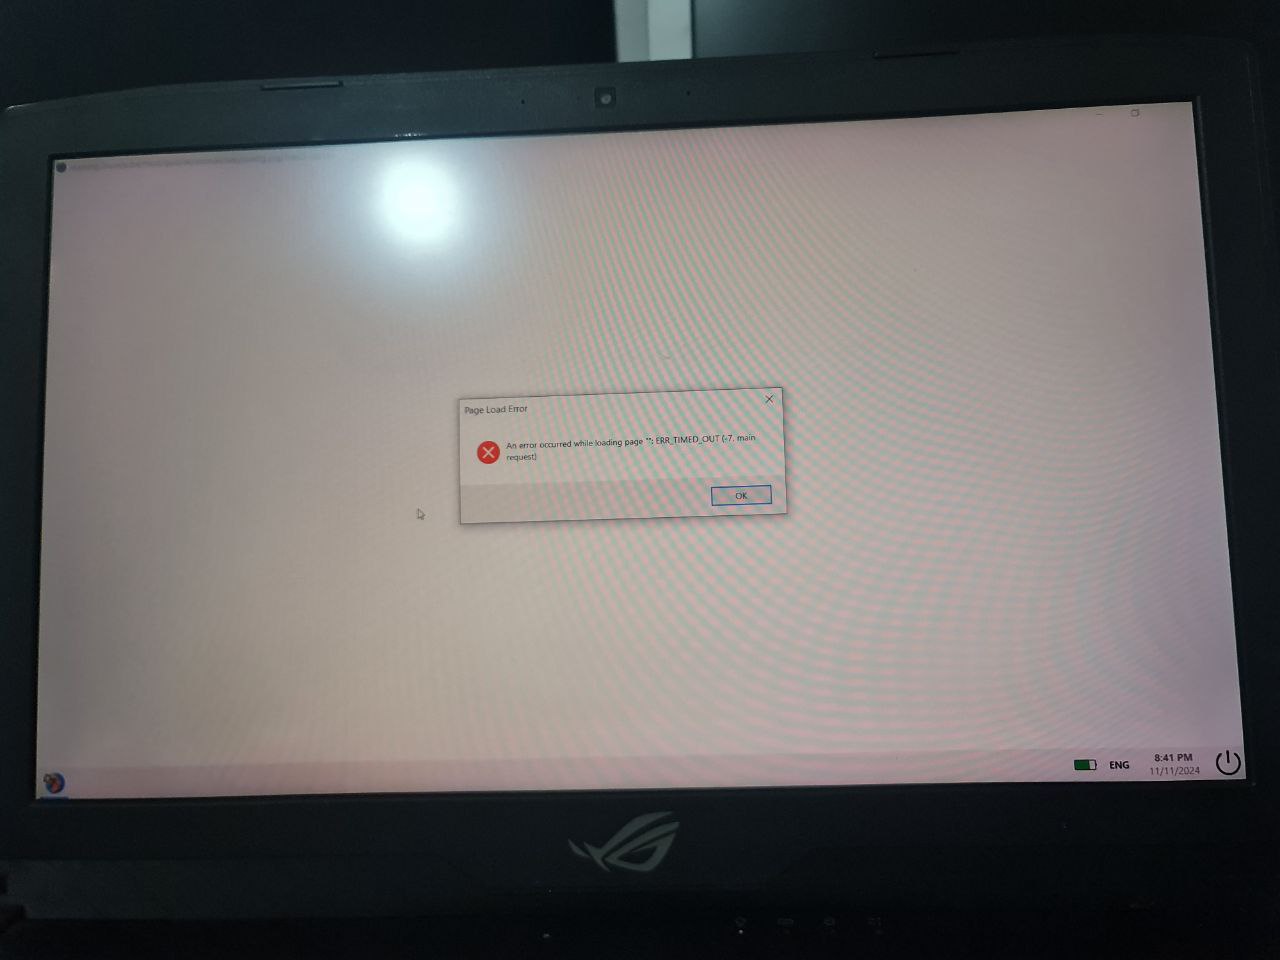 Page Load Error
An error occurred while loading page "": ERR_TIMED_OUT (-7, main
request)
OK
ENG
8:41 PM
11/11/2024